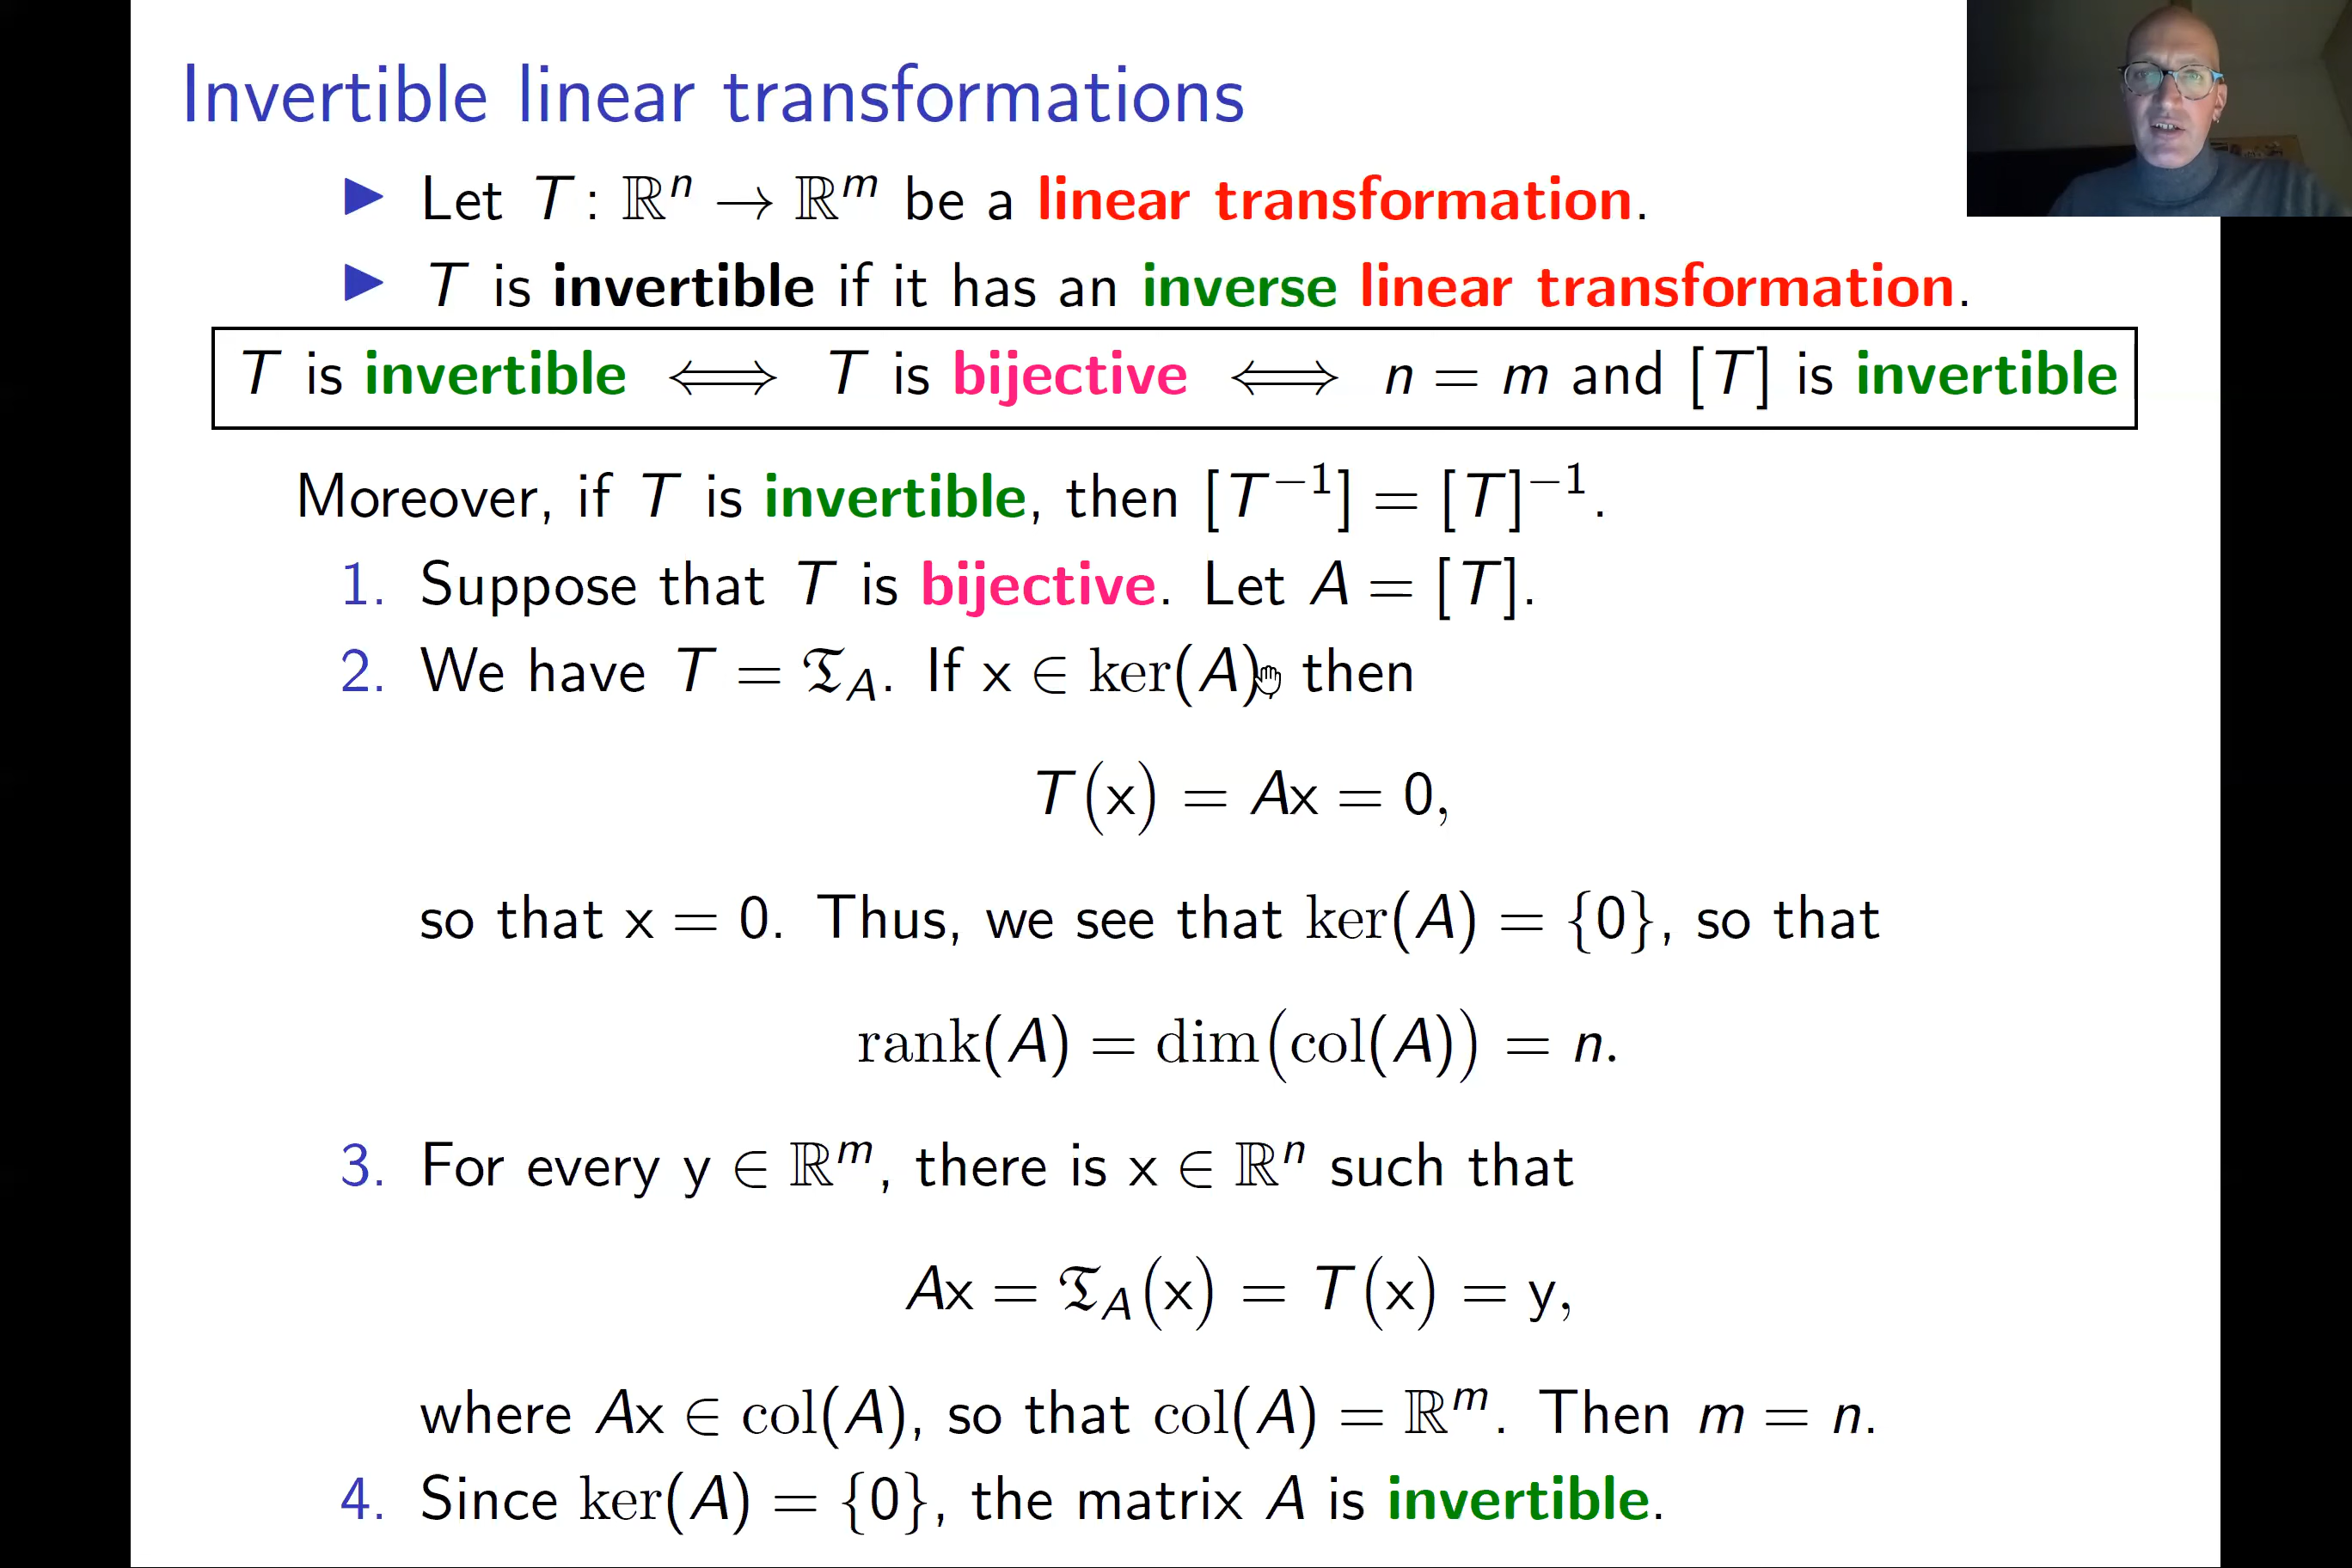 Invertible linear transformations
▶ Let T : ℝⁿ → ℝᵐ be a linear transformation.
▶ T is invertible if it has an inverse linear transformation.
T is invertible ⟺ T is bijective ⟺ n = m and [T] is invertible
Moreover, if T is invertible, then [T⁻¹] = [T]⁻¹.
1. Suppose that T is bijective. Let A = [T].
2. We have T = 𝔗_A. If x ∈ ker(A) then
T(x) = Ax = 0,
so that x = 0. Thus, we see that ker(A) = {0}, so that
rank(A) = dim(col(A)) = n.
3. For every y ∈ ℝᵐ, there is x ∈ ℝⁿ such that
Ax = 𝔗_A(x) = T(x) = y,
where Ax ∈ col(A), so that col(A) = ℝᵐ. Then m = n.
4. Since ker(A) = {0}, the matrix A is invertible.